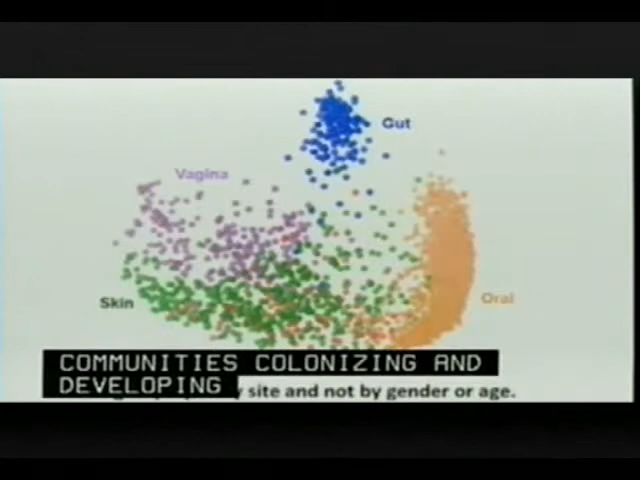 Gut
Vagina
Skin
Oral
COMMUNITIES COLONIZING AND
DEVELOPING
site and not by gender or age.